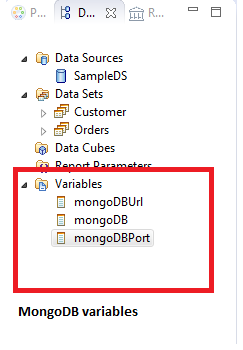 P...
D...
R...
Data Sources
SampleDS
Data Sets
Customer
Orders
Data Cubes
Report Parameters
Variables
mongoDBUrl
mongoDB
mongoDBPort
MongoDB variables